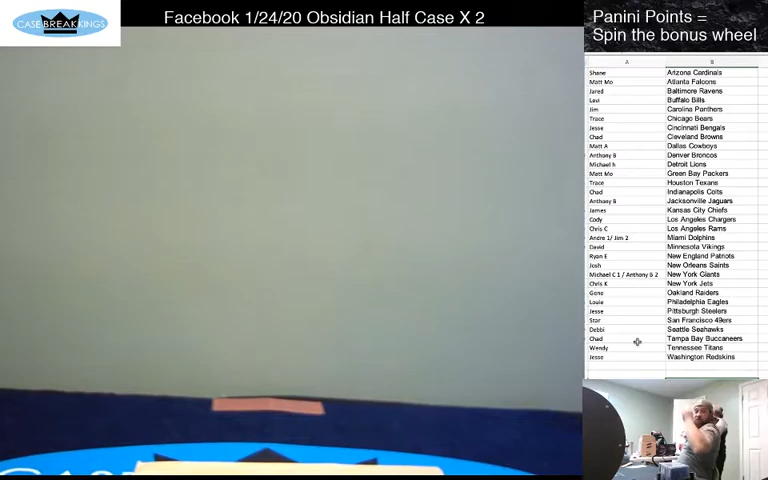 CASE BREAK KINGS
Facebook 1/24/20 Obsidian Half Case X 2
Panini Points =
Spin the bonus wheel
A B
Shane Arizona Cardinals
Matt Mo Atlanta Falcons
Jared Baltimore Ravens
Levi Buffalo Bills
Jim Carolina Panthers
Trace Chicago Bears
Jesse Cincinnati Bengals
Chad Cleveland Browns
Matt A Dallas Cowboys
Anthony B Denver Broncos
Michael h Detroit Lions
Matt Mo Green Bay Packers
Trace Houston Texans
Chad Indianapolis Colts
Anthony B Jacksonville Jaguars
James Kansas City Chiefs
Cody Los Angeles Chargers
Chris C Los Angeles Rams
Andre 1/ Jim 2 Miami Dolphins
David Minnesota Vikings
Ryan E New England Patriots
Josh New Orleans Saints
Michael C 1 / Anthony B 2 New York Giants
Chris K New York Jets
Gene Oakland Raiders
Louie Philadelphia Eagles
Jesse Pittsburgh Steelers
Star San Francisco 49ers
Debbi Seattle Seahawks
Chad Tampa Bay Buccaneers
Wendy Tennessee Titans
Jesse Washington Redskins